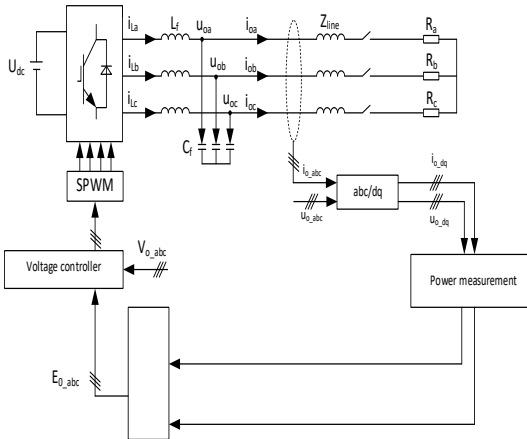 i_La L_f u_oa i_oa Z_line R_a
U_dc i_Lb u_ob i_ob R_b
i_Lc u_oc i_oc R_c
C_f
SPWM i_o_abc abc/dq i_o_dq
u_o_abc u_o_dq
Voltage controller V_o_abc Power measurement
E_0_abc